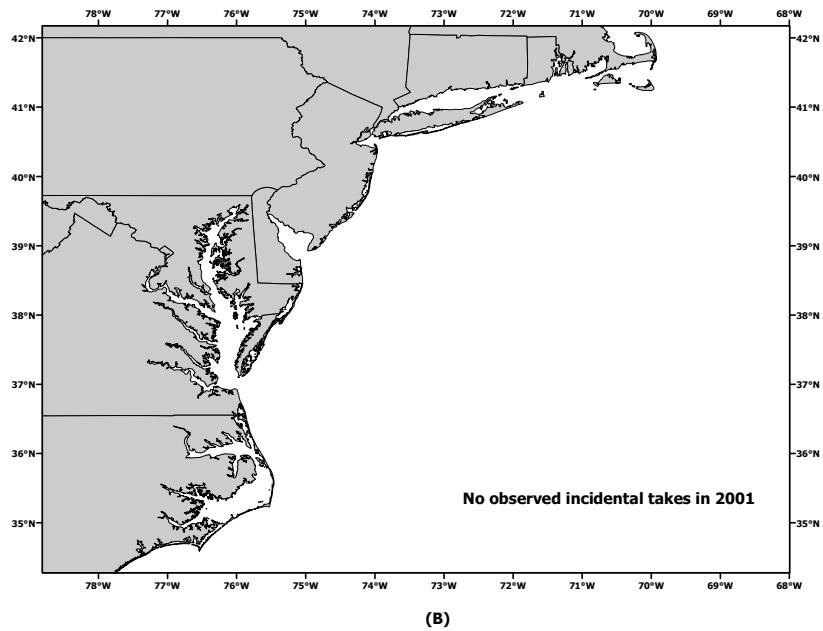 78°W 77°W 76°W 75°W 74°W 73°W 72°W 71°W 70°W 69°W 68°W
42°N 42°N
41°N 41°N
40°N 40°N
39°N 39°N
38°N 38°N
37°N 37°N
36°N 36°N
No observed incidental takes in 2001
35°N 35°N
78°W 77°W 76°W 75°W 74°W 73°W 72°W 71°W 70°W 69°W 68°W
(B)